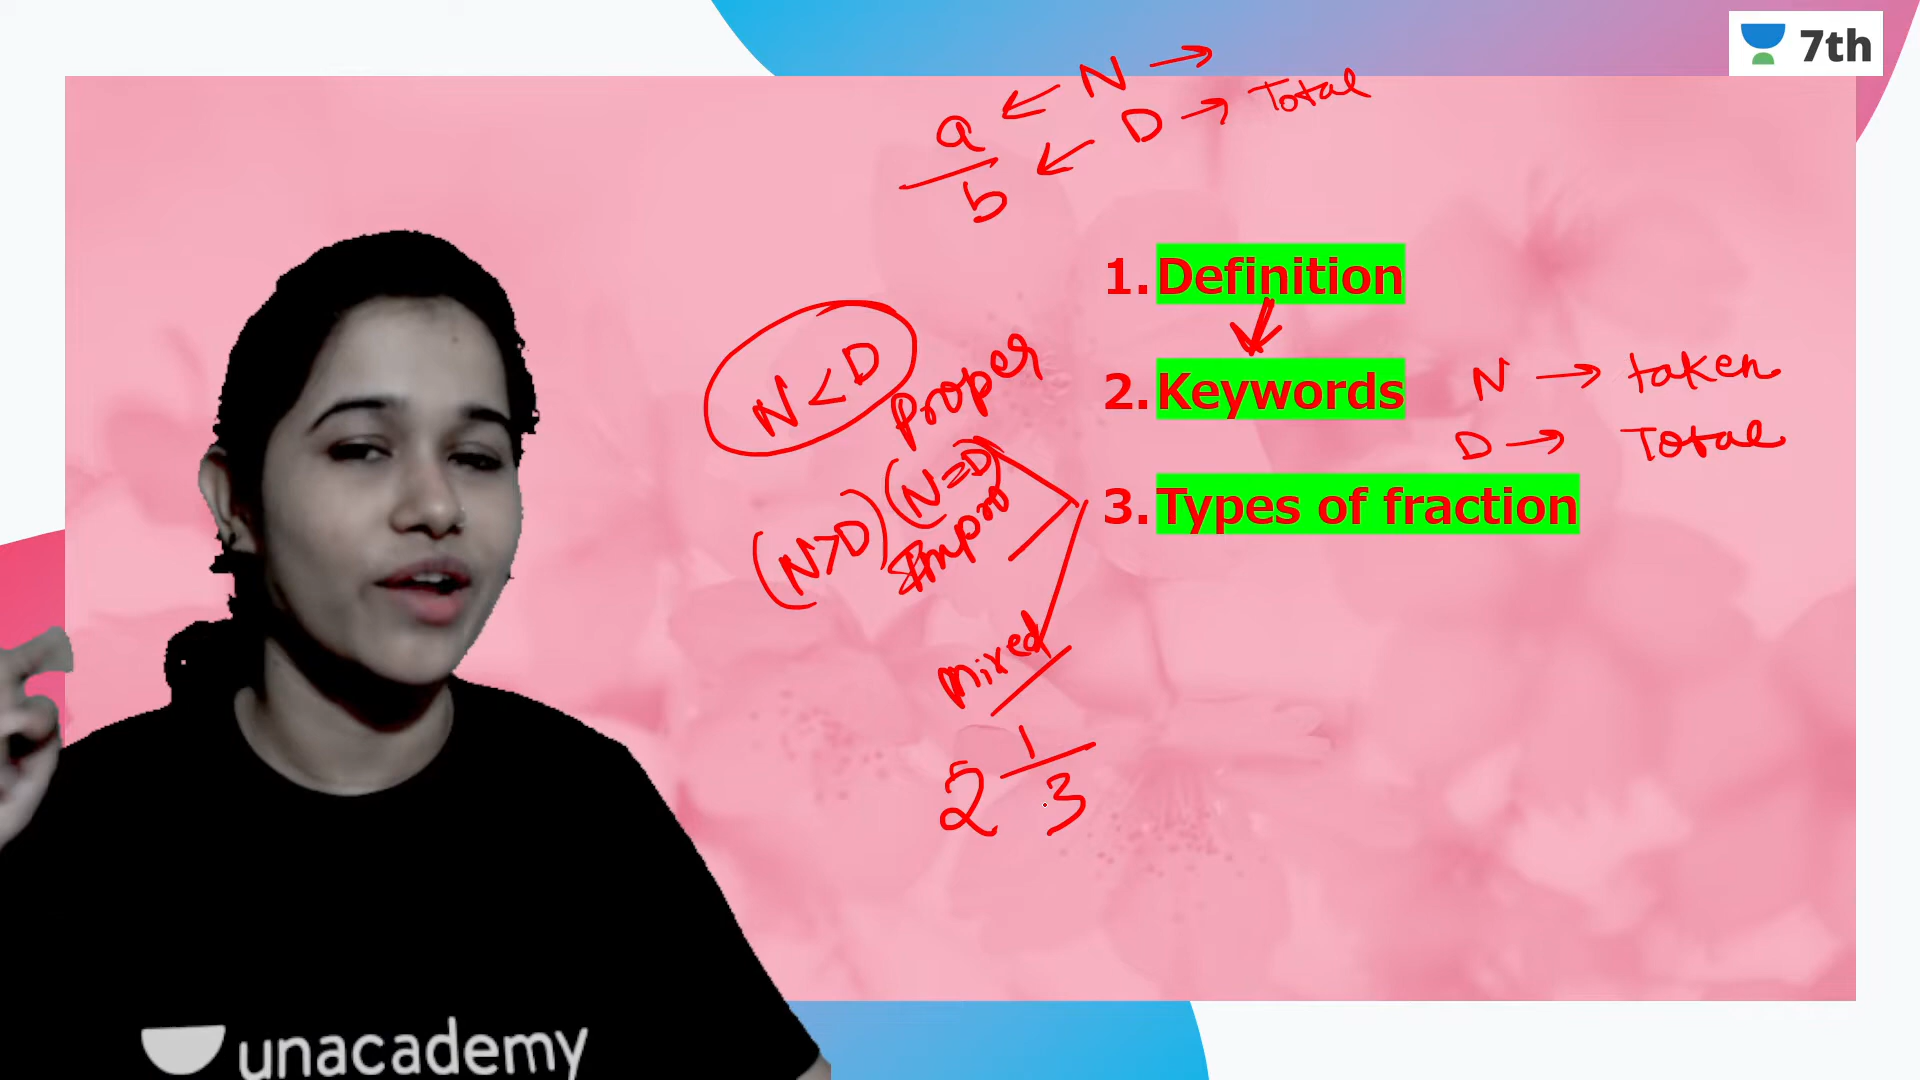 7th
a ← N →
b ← D → Total
1. Definition
2. Keywords
N → taken
D → Total
3. Types of fraction
N < D
Proper
(N>D) (N=D)
Impro
mixed
2 1/3
unacademy